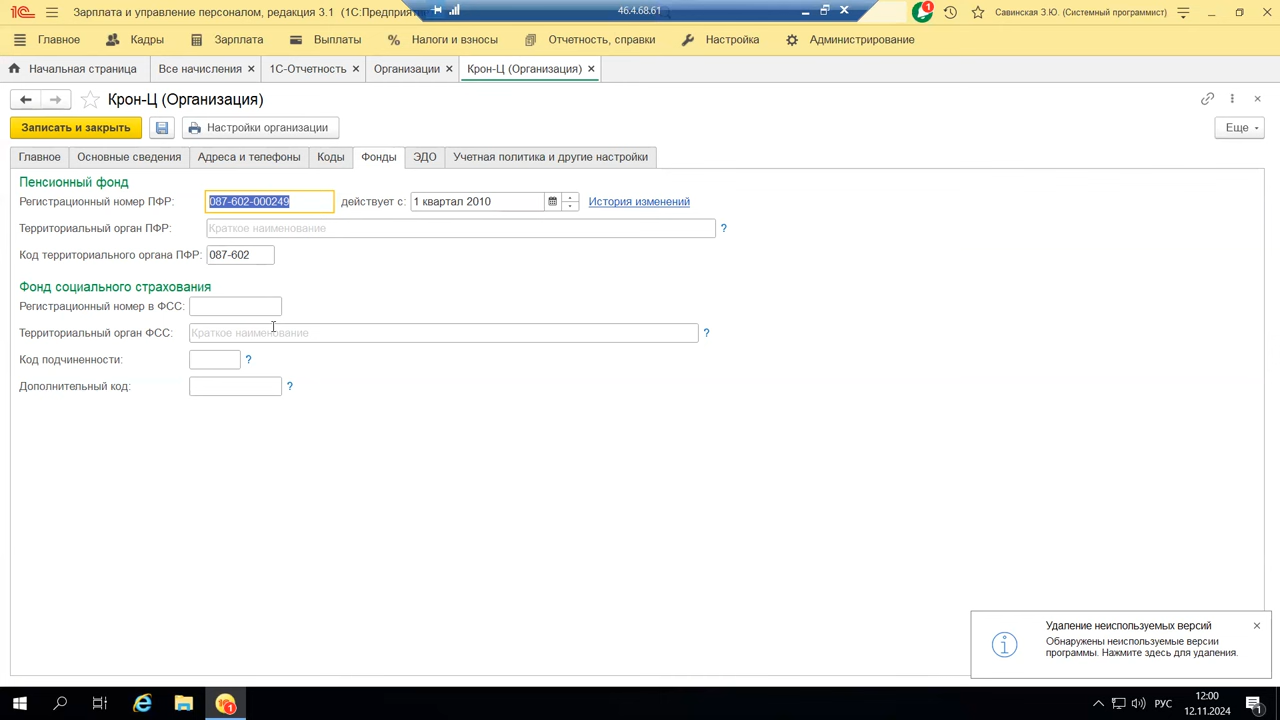 Зарплата и управление персоналом, редакция 3.1 (1С:Предприят
46.4.68.61
1
Савинская З.Ю. (Системный программист)
Главное
Кадры
Зарплата
Выплаты
Налоги и взносы
Отчетность, справки
Настройка
Администрирование
Начальная страница
Все начисления
1С-Отчетность
Организации
Крон-Ц (Организация)
Крон-Ц (Организация)
Записать и закрыть
Настройки организации
Еще
Главное
Основные сведения
Адреса и телефоны
Коды
Фонды
ЭДО
Учетная политика и другие настройки
Пенсионный фонд
Регистрационный номер ПФР: 087-602-000249 действует с: 1 квартал 2010 История изменений
Территориальный орган ПФР: Краткое наименование ?
Код территориального органа ПФР: 087-602
Фонд социального страхования
Регистрационный номер в ФСС:
Территориальный орган ФСС: Краткое наименование ?
Код подчиненности: ?
Дополнительный код: ?
Удаление неиспользуемых версий
Обнаружены неиспользуемые версии
программы. Нажмите здесь для удаления.
РУС
12:00
12.11.2024
1
1